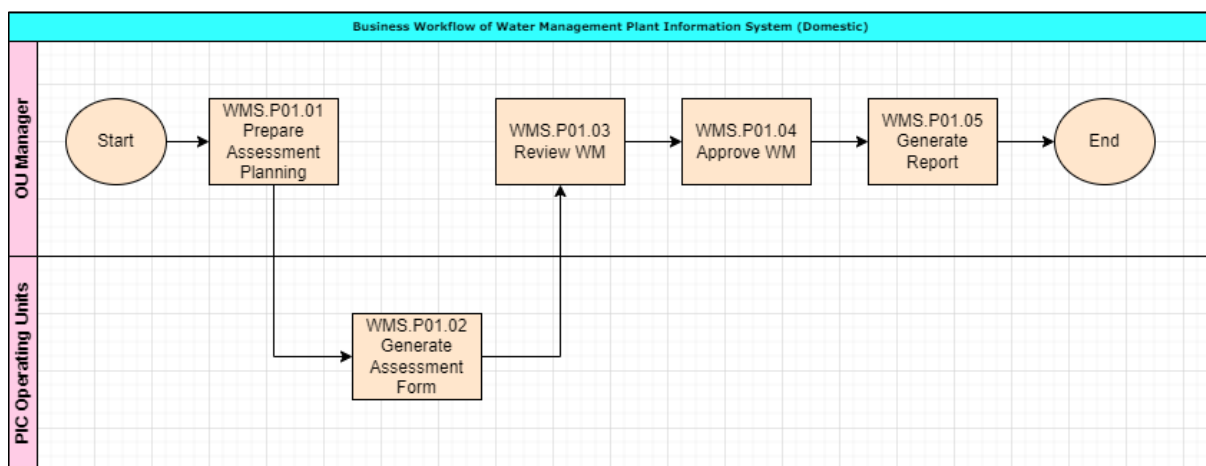 Business Workflow of Water Management Plant Information System (Domestic)
OU Manager
Start
WMS.P01.01
Prepare
Assessment
Planning
WMS.P01.03
Review WM
WMS.P01.04
Approve WM
WMS.P01.05
Generate
Report
End
PIC Operating Units
WMS.P01.02
Generate
Assessment
Form